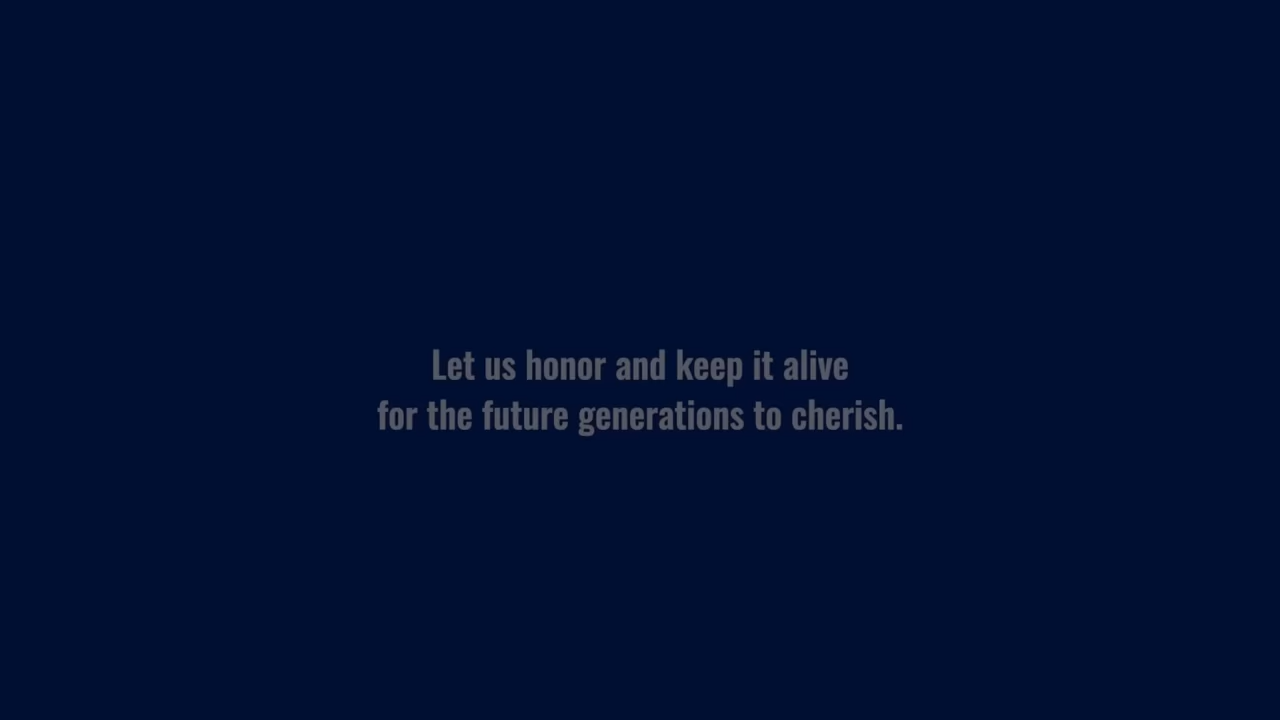 Let us honor and keep it alive
for the future generations to cherish.